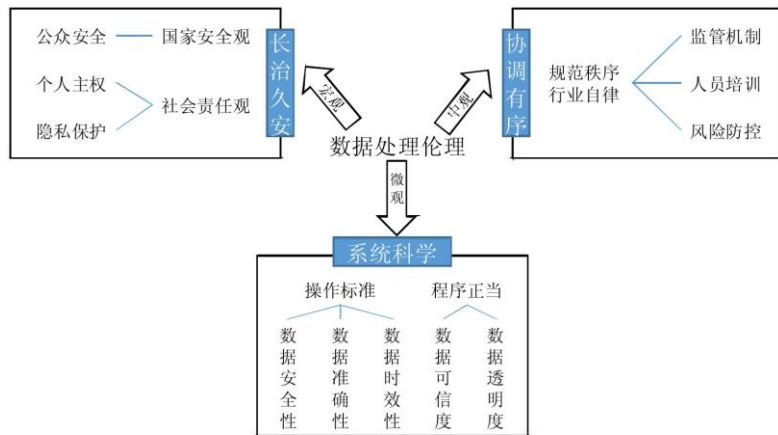 公众安全
国家安全观
个人主权
社会责任观
隐私保护
长治久安
宏观
数据处理伦理
中观
微观
协调有序
规范秩序
行业自律
监管机制
人员培训
风险防控
系统科学
操作标准
程序正当
数据安全性
数据准确性
数据时效性
数据可信度
数据透明度